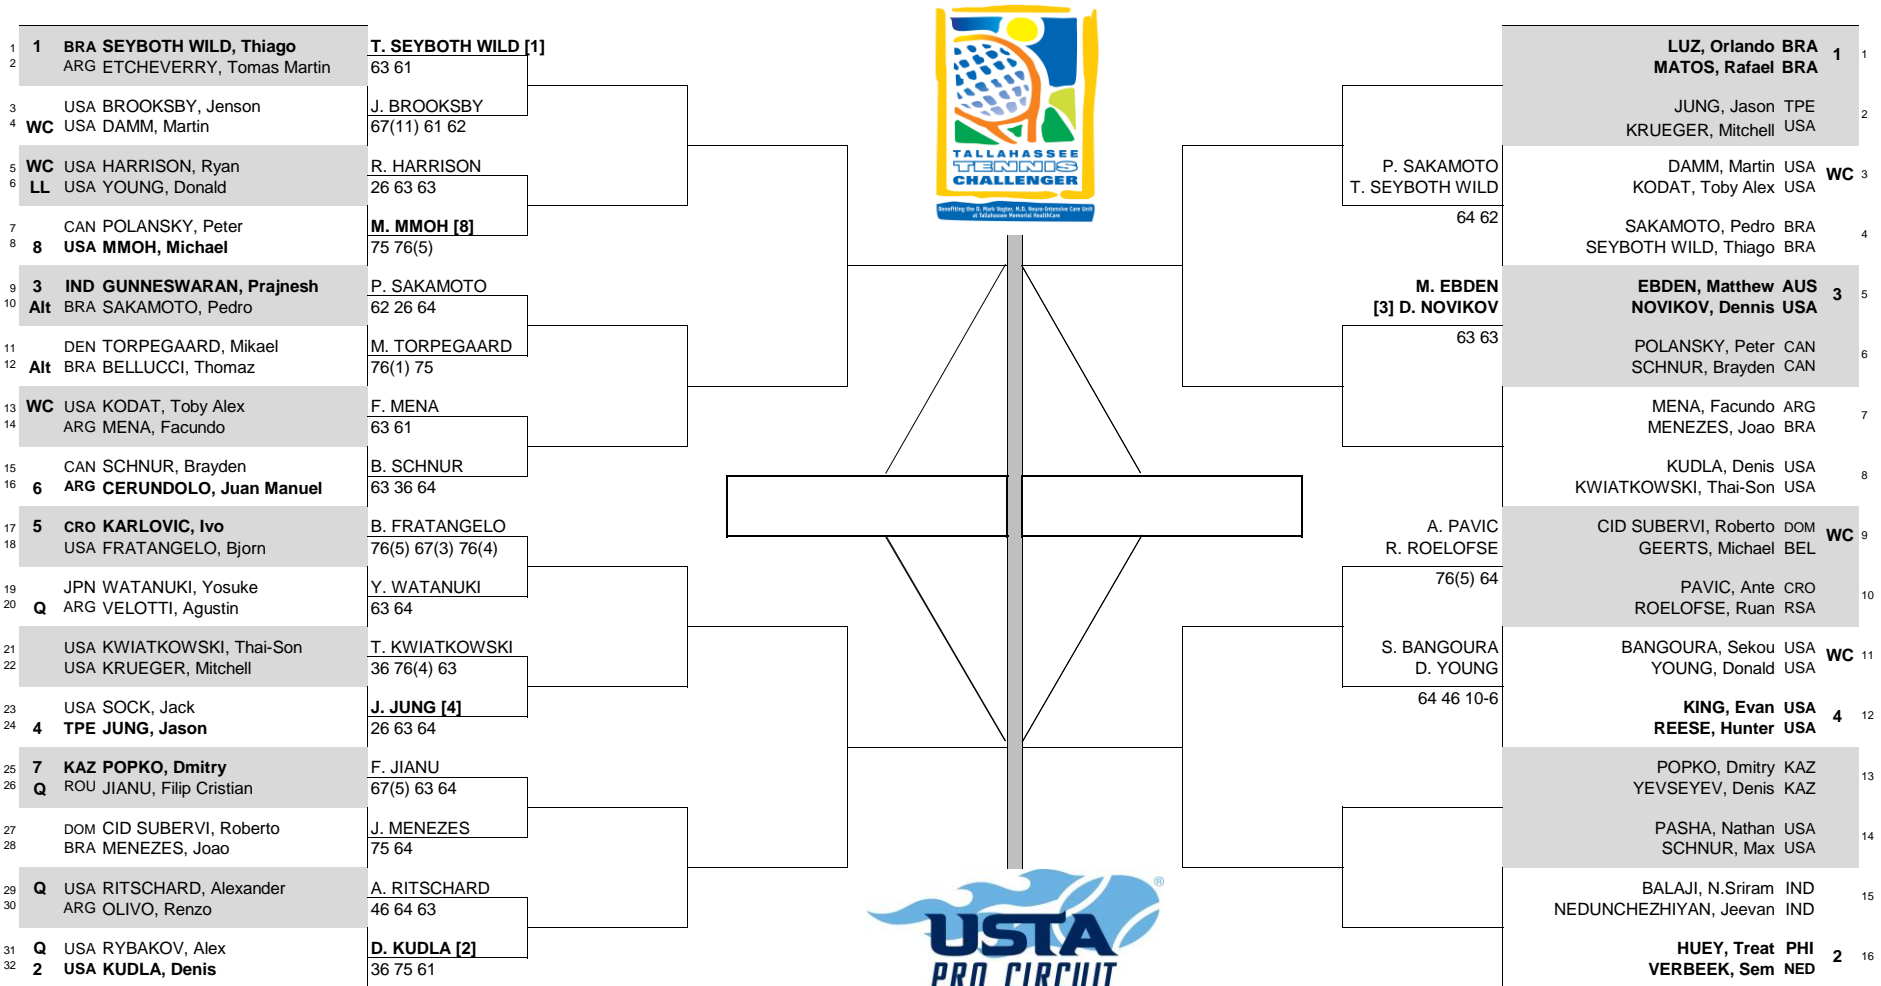 1 1 BRA SEYBOTH WILD, Thiago
2 ARG ETCHEVERRY, Tomas Martin
3 USA BROOKSBY, Jenson
4 WC USA DAMM, Martin
5 WC USA HARRISON, Ryan
6 LL USA YOUNG, Donald
7 CAN POLANSKY, Peter
8 8 USA MMOH, Michael
9 3 IND GUNNESWARAN, Prajnesh
10 Alt BRA SAKAMOTO, Pedro
11 DEN TORPEGAARD, Mikael
12 Alt BRA BELLUCCI, Thomaz
13 WC USA KODAT, Toby Alex
14 ARG MENA, Facundo
15 CAN SCHNUR, Brayden
16 6 ARG CERUNDOLO, Juan Manuel
17 5 CRO KARLOVIC, Ivo
18 USA FRATANGELO, Bjorn
19 JPN WATANUKI, Yosuke
20 Q ARG VELOTTI, Agustin
21 USA KWIATKOWSKI, Thai-Son
22 USA KRUEGER, Mitchell
23 USA SOCK, Jack
24 4 TPE JUNG, Jason
25 7 KAZ POPKO, Dmitry
26 Q ROU JIANU, Filip Cristian
27 DOM CID SUBERVI, Roberto
28 BRA MENEZES, Joao
29 Q USA RITSCHARD, Alexander
30 ARG OLIVO, Renzo
31 Q USA RYBAKOV, Alex
32 2 USA KUDLA, Denis
T. SEYBOTH WILD [1]
63 61
J. BROOKSBY
67(11) 61 62
R. HARRISON
26 63 63
M. MMOH [8]
75 76(5)
P. SAKAMOTO
62 26 64
M. TORPEGAARD
76(1) 75
F. MENA
63 61
B. SCHNUR
63 36 64
B. FRATANGELO
76(5) 67(3) 76(4)
Y. WATANUKI
63 64
T. KWIATKOWSKI
36 76(4) 63
J. JUNG [4]
26 63 64
F. JIANU
67(5) 63 64
J. MENEZES
75 64
A. RITSCHARD
46 64 63
D. KUDLA [2]
36 75 61
TALLAHASSEE
TENNIS
CHALLENGER
Benefiting the D. Mark Vogter, M.D. Neuro-Intensive Care Unit
at Tallahassee Memorial HealthCare
USTA
®
PRO CIRCUIT
P. SAKAMOTO
T. SEYBOTH WILD
64 62
M. EBDEN
[3] D. NOVIKOV
63 63
A. PAVIC
R. ROELOFSE
76(5) 64
S. BANGOURA
D. YOUNG
64 46 10-6
LUZ, Orlando BRA 1 1
MATOS, Rafael BRA
JUNG, Jason TPE 2
KRUEGER, Mitchell USA
DAMM, Martin USA WC 3
KODAT, Toby Alex USA
SAKAMOTO, Pedro BRA 4
SEYBOTH WILD, Thiago BRA
EBDEN, Matthew AUS 3 5
NOVIKOV, Dennis USA
POLANSKY, Peter CAN 6
SCHNUR, Brayden CAN
MENA, Facundo ARG 7
MENEZES, Joao BRA
KUDLA, Denis USA 8
KWIATKOWSKI, Thai-Son USA
CID SUBERVI, Roberto DOM WC 9
GEERTS, Michael BEL
PAVIC, Ante CRO 10
ROELOFSE, Ruan RSA
BANGOURA, Sekou USA WC 11
YOUNG, Donald USA
KING, Evan USA 4 12
REESE, Hunter USA
POPKO, Dmitry KAZ 13
YEVSEYEV, Denis KAZ
PASHA, Nathan USA 14
SCHNUR, Max USA
BALAJI, N.Sriram IND 15
NEDUNCHEZHIYAN, Jeevan IND
HUEY, Treat PHI 2 16
VERBEEK, Sem NED